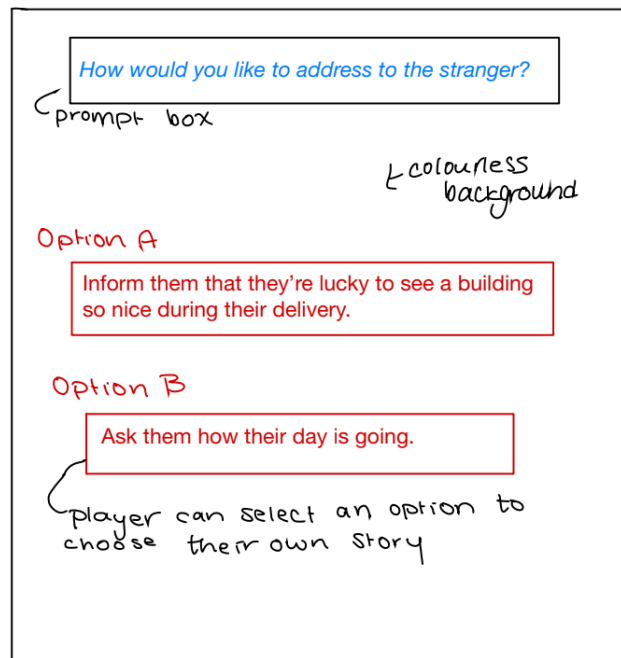 How would you like to address to the stranger?
prompt box
colourless
background
Option A
Inform them that they're lucky to see a building
so nice during their delivery.
Option B
Ask them how their day is going.
player can select an option to
choose their own story